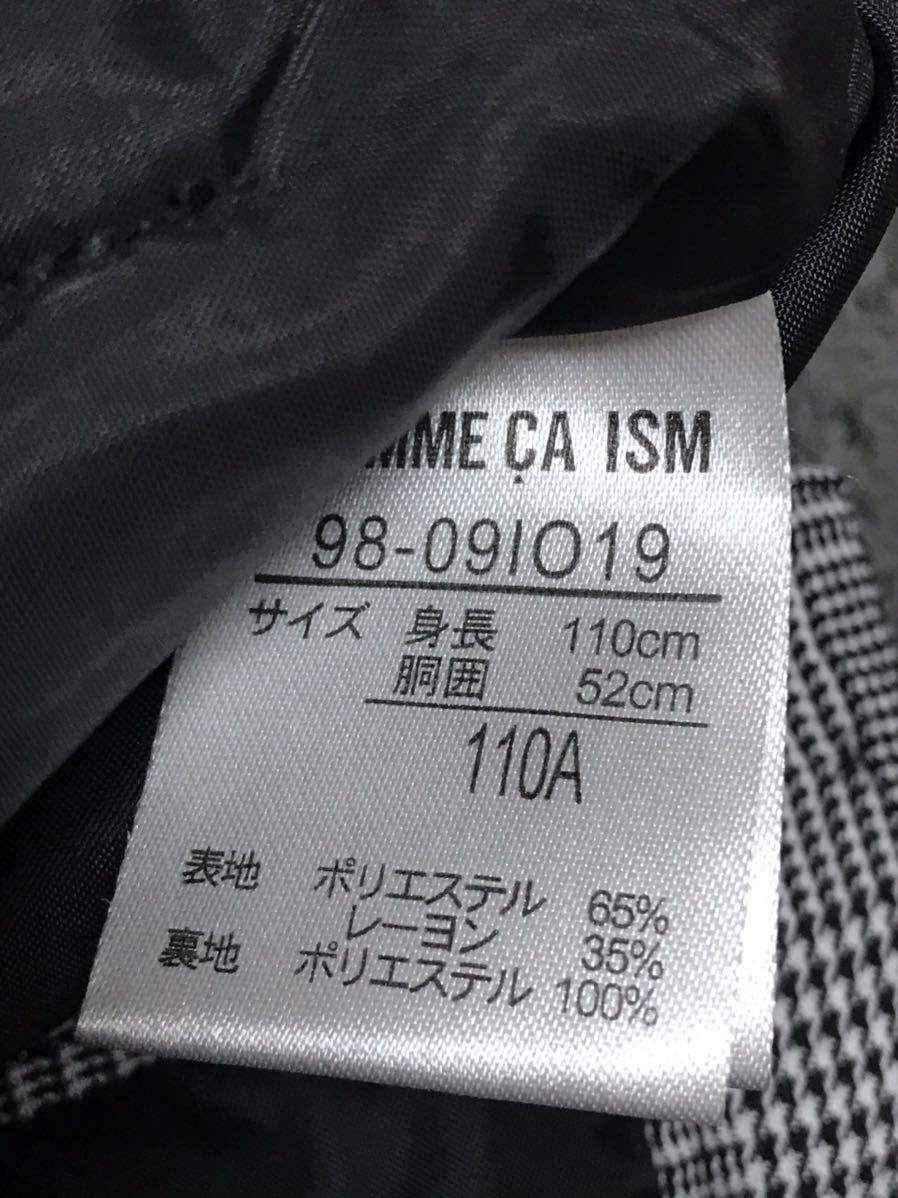 MME ÇA ISM
98-09IO19
サイズ 身長 110cm
胴囲 52cm
110A
表地 ポリエステル 65%
レーヨン 35%
裏地 ポリエステル 100%